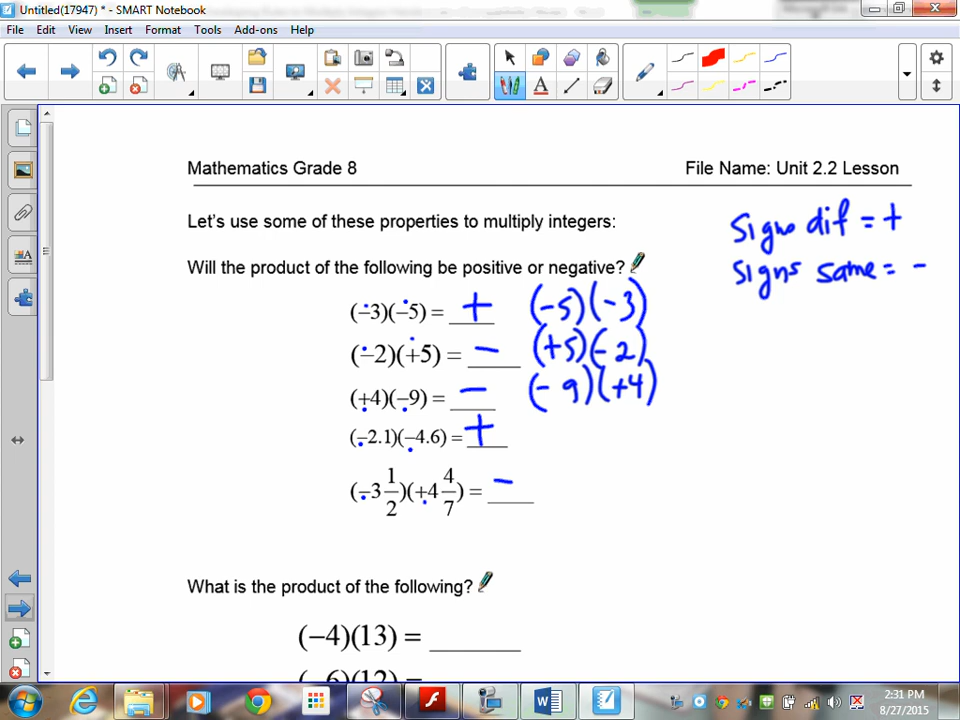 Untitled(17947) * - SMART Notebook
File Edit View Insert Format Tools Add-ons Help
Mathematics Grade 8 File Name: Unit 2.2 Lesson
Let's use some of these properties to multiply integers:
Signs dif = +
Will the product of the following be positive or negative?
Signs same = -
(−3)(−5) = + (-5)(-3)
(−2)(+5) = - (+5)(-2)
(+4)(−9) = - (-9)(+4)
(−2.1)(−4.6) = +
(−3 1/2)(+4 4/7) = -
What is the product of the following?
(−4)(13) = ________
(−6)(12) =
2:31 PM
8/27/2015